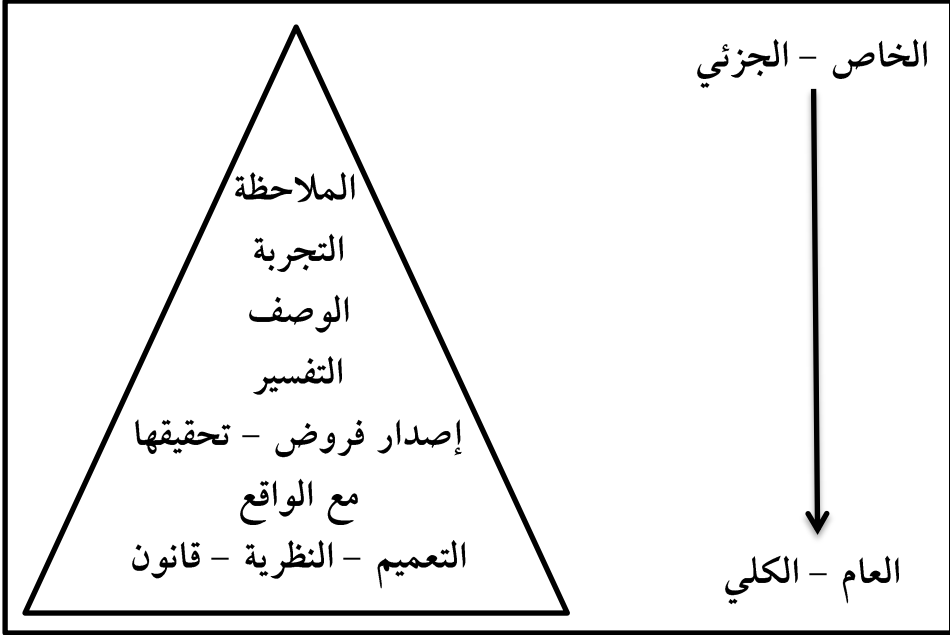 الخاص – الجزئي
الملاحظة
التجربة
الوصف
التفسير
إصدار فروض – تحقيقها
مع الواقع
التعميم – النظرية – قانون
العام – الكلي